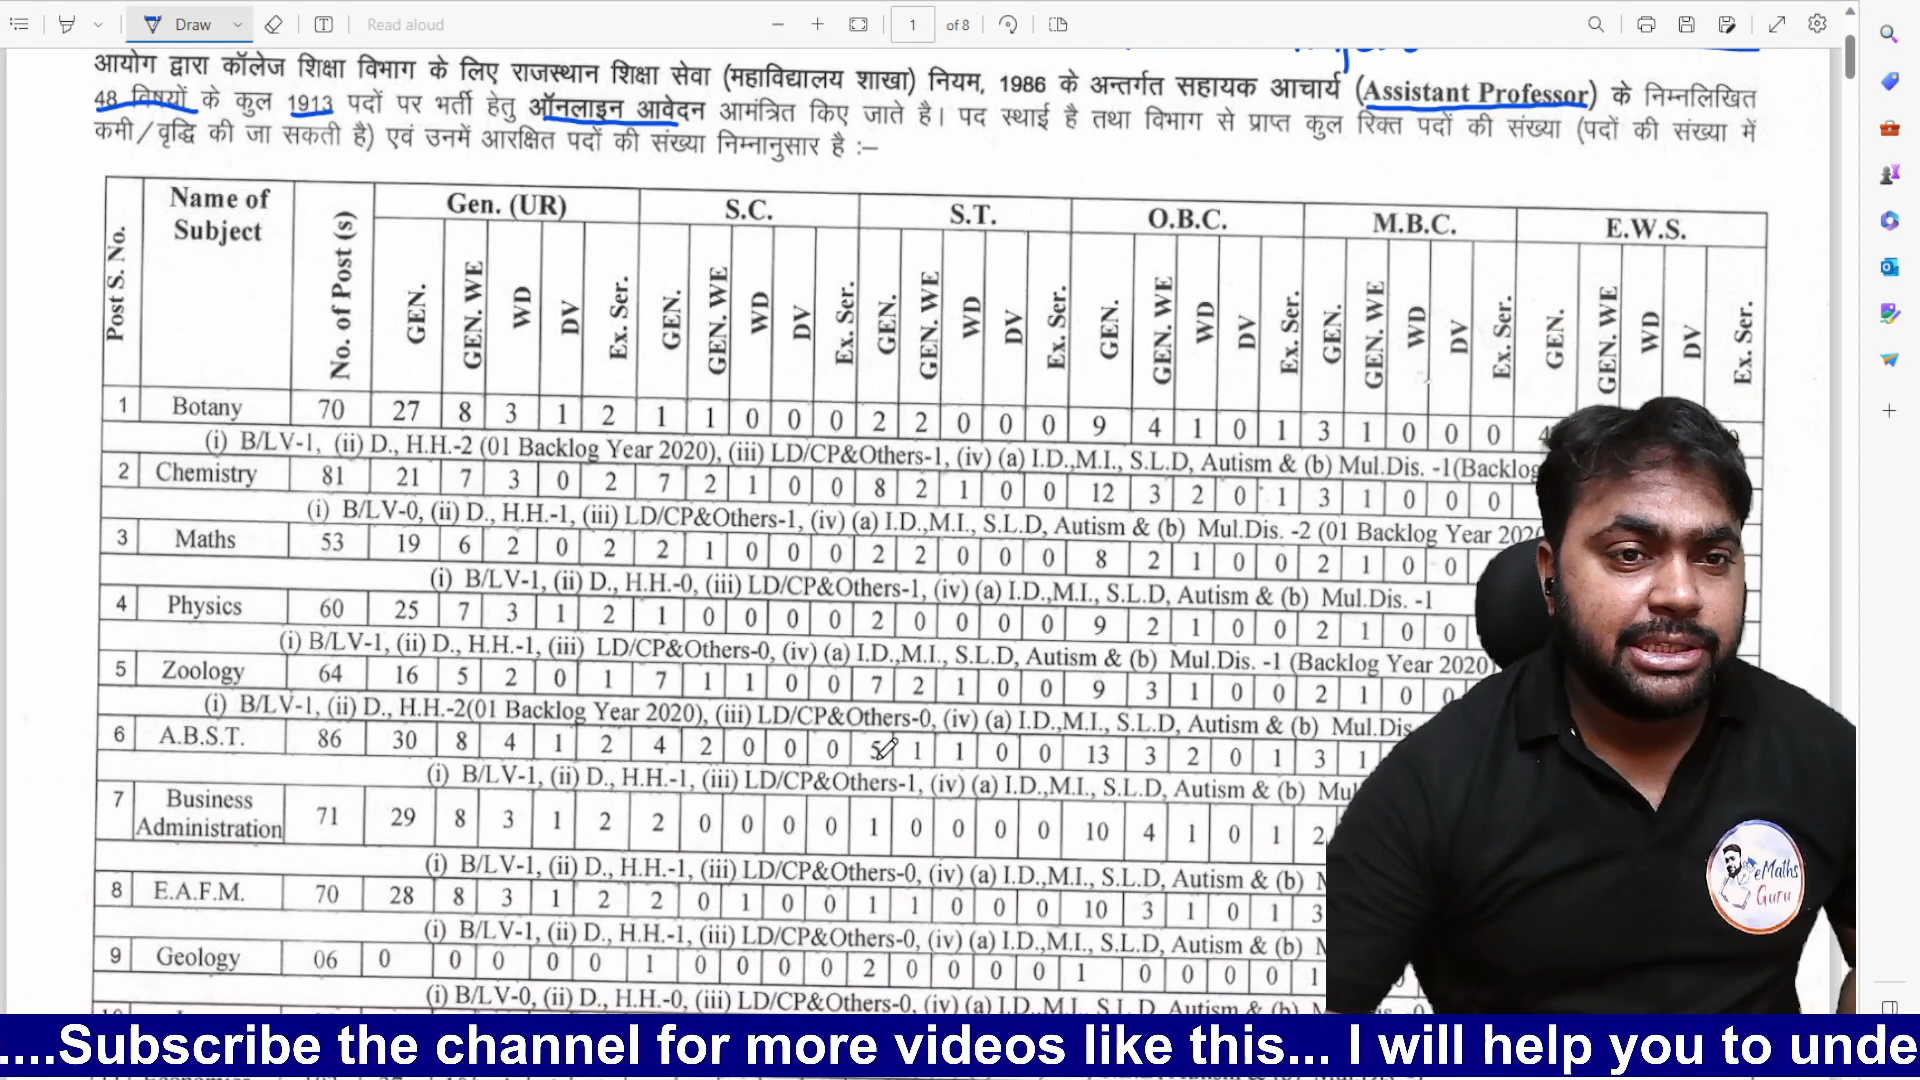 Draw
Read aloud
1 of 8
आयोग द्वारा कॉलेज शिक्षा विभाग के लिए राजस्थान शिक्षा सेवा (महाविद्यालय शाखा) नियम, 1986 के अन्तर्गत सहायक आचार्य (Assistant Professor) के निम्नलिखित
48 विषयों के कुल 1913 पदों पर भर्ती हेतु ऑनलाइन आवेदन आमंत्रित किए जाते है। पद स्थाई है तथा विभाग से प्राप्त कुल रिक्त पदों की संख्या (पदों की संख्या में
कमी/वृद्धि की जा सकती है) एवं उनमें आरक्षित पदों की संख्या निम्नानुसार है :–
Post S. No. Name of Subject No. of Post (s) Gen. (UR) S.C. S.T. O.B.C. M.B.C. E.W.S.
GEN. GEN. WE WD DV Ex. Ser. GEN. GEN. WE WD DV Ex. Ser. GEN. GEN. WE WD DV Ex. Ser. GEN. GEN. WE WD DV Ex. Ser. GEN. GEN. WE WD DV Ex. Ser. GEN. GEN. WE WD DV Ex. Ser.
1 Botany 70 27 8 3 1 2 1 1 0 0 0 2 2 0 0 0 9 4 1 0 1 3 1 0 0 0
(i) B/LV-1, (ii) D., H.H.-2 (01 Backlog Year 2020), (iii) LD/CP&Others-1, (iv) (a) I.D.,M.I., S.L.D, Autism & (b) Mul.Dis. -1(Backlog
2 Chemistry 81 21 7 3 0 2 7 2 1 0 0 8 2 1 0 0 12 3 2 0 1 3 1 0 0 0
(i) B/LV-0, (ii) D., H.H.-1, (iii) LD/CP&Others-1, (iv) (a) I.D.,M.I., S.L.D, Autism & (b) Mul.Dis. -2 (01 Backlog Year
3 Maths 53 19 6 2 0 2 2 1 0 0 0 2 2 0 0 0 8 2 1 0 0 2 1 0 0
(i) B/LV-1, (ii) D., H.H.-0, (iii) LD/CP&Others-1, (iv) (a) I.D.,M.I., S.L.D, Autism & (b) Mul.Dis. -1
4 Physics 60 25 7 3 1 2 1 0 0 0 0 2 0 0 0 0 9 2 1 0 0 2 1 0 0
(i) B/LV-1, (ii) D., H.H.-1, (iii) LD/CP&Others-0, (iv) (a) I.D.,M.I., S.L.D, Autism & (b) Mul.Dis. -1 (Backlog Year 2020)
5 Zoology 64 16 5 2 0 1 7 1 1 0 0 7 2 1 0 0 9 3 1 0 0 2 1 0 0
(i) B/LV-1, (ii) D., H.H.-2(01 Backlog Year 2020), (iii) LD/CP&Others-0, (iv) (a) I.D.,M.I., S.L.D, Autism & (b) Mul.Dis
6 A.B.S.T. 86 30 8 4 1 2 4 2 0 0 0 5 1 1 0 0 13 3 2 0 1 3 1
(i) B/LV-1, (ii) D., H.H.-1, (iii) LD/CP&Others-1, (iv) (a) I.D.,M.I., S.L.D, Autism & (b) Mul
7 Business Administration 71 29 8 3 1 2 2 0 0 0 0 1 0 0 0 0 10 4 1 0 1 2
(i) B/LV-1, (ii) D., H.H.-1, (iii) LD/CP&Others-0, (iv) (a) I.D.,M.I., S.L.D, Autism & (b)
8 E.A.F.M. 70 28 8 3 1 2 2 0 1 0 0 1 1 0 0 0 10 3 1 0 1 3
(i) B/LV-1, (ii) D., H.H.-1, (iii) LD/CP&Others-0, (iv) (a) I.D.,M.I., S.L.D, Autism & (b)
9 Geology 06 0 0 0 0 0 1 0 0 0 0 2 0 0 0 0 1 0 0 0 0 1
(i) B/LV-0, (ii) D., H.H.-0, (iii) LD/CP&Others-0, (iv) (a) I.D.,M.I., S.L.D, Autism & (b)
eMaths
Guru
....Subscribe the channel for more videos like this... I will help you to unde